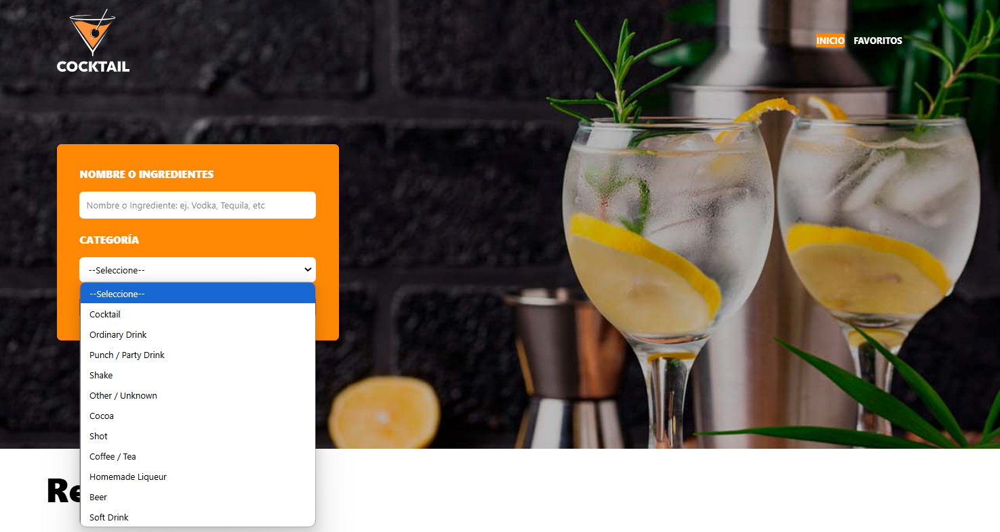 COCKTAIL
INICIO FAVORITOS
NOMBRE O INGREDIENTES
Nombre o Ingrediente: ej. Vodka, Tequila, etc
CATEGORÍA
--Seleccione--
--Seleccione--
Cocktail
Ordinary Drink
Punch / Party Drink
Shake
Other / Unknown
Cocoa
Shot
Coffee / Tea
Homemade Liqueur
Beer
Soft Drink